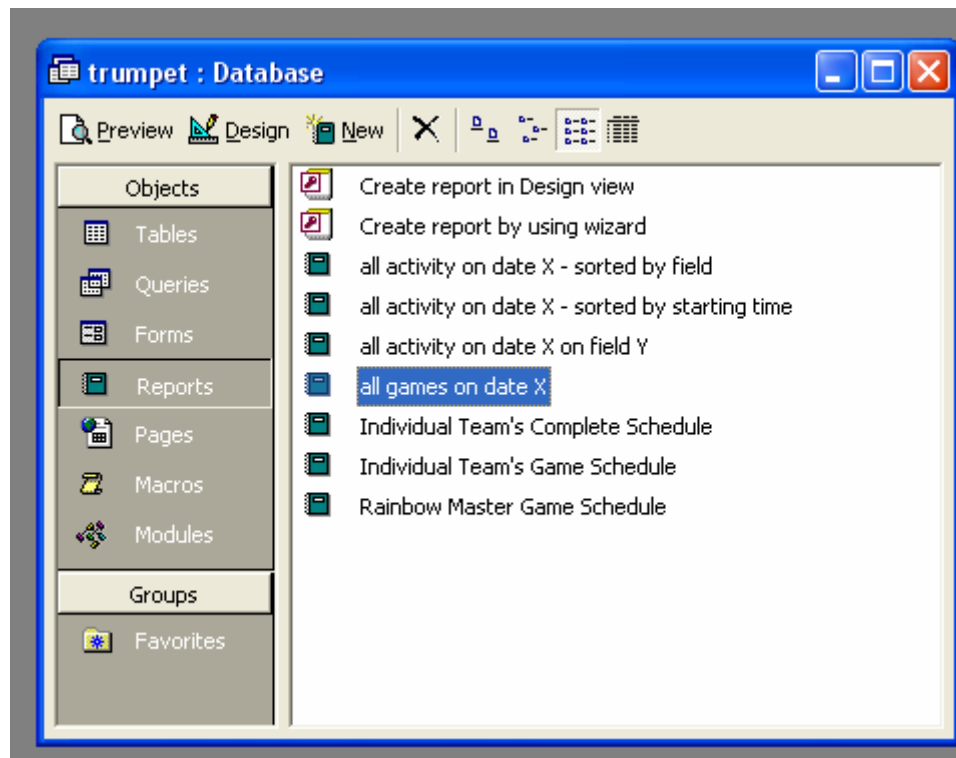 trumpet : Database
Preview Design New
Objects
Tables
Queries
Forms
Reports
Pages
Macros
Modules
Groups
Favorites
Create report in Design view
Create report by using wizard
all activity on date X - sorted by field
all activity on date X - sorted by starting time
all activity on date X on field Y
all games on date X
Individual Team's Complete Schedule
Individual Team's Game Schedule
Rainbow Master Game Schedule